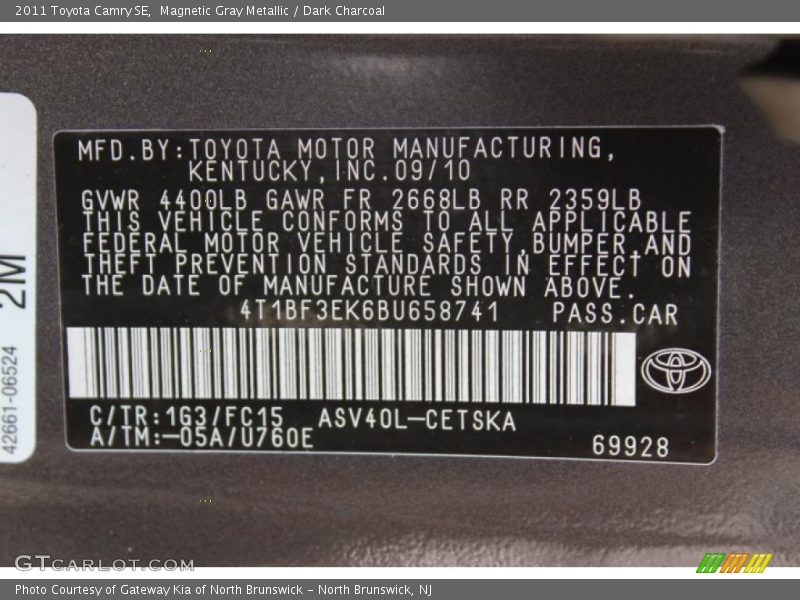 2011 Toyota Camry SE, Magnetic Gray Metallic / Dark Charcoal
MFD.BY:TOYOTA MOTOR MANUFACTURING,
KENTUCKY,INC.09/10
GVWR 4400LB GAWR FR 2668LB RR 2359LB
THIS VEHICLE CONFORMS TO ALL APPLICABLE
FEDERAL MOTOR VEHICLE SAFETY,BUMPER,AND
THEFT PREVENTION STANDARDS IN EFFECT ON
THE DATE OF MANUFACTURE SHOWN ABOVE.
4T1BF3EK6BU658741 PASS.CAR
C/TR:1G3/FC15 ASV40L-CETSKA
A/TM:-05A/U760E
69928
2M
42661-06524
GTcarlot.com
Photo Courtesy of Gateway Kia of North Brunswick - North Brunswick, NJ